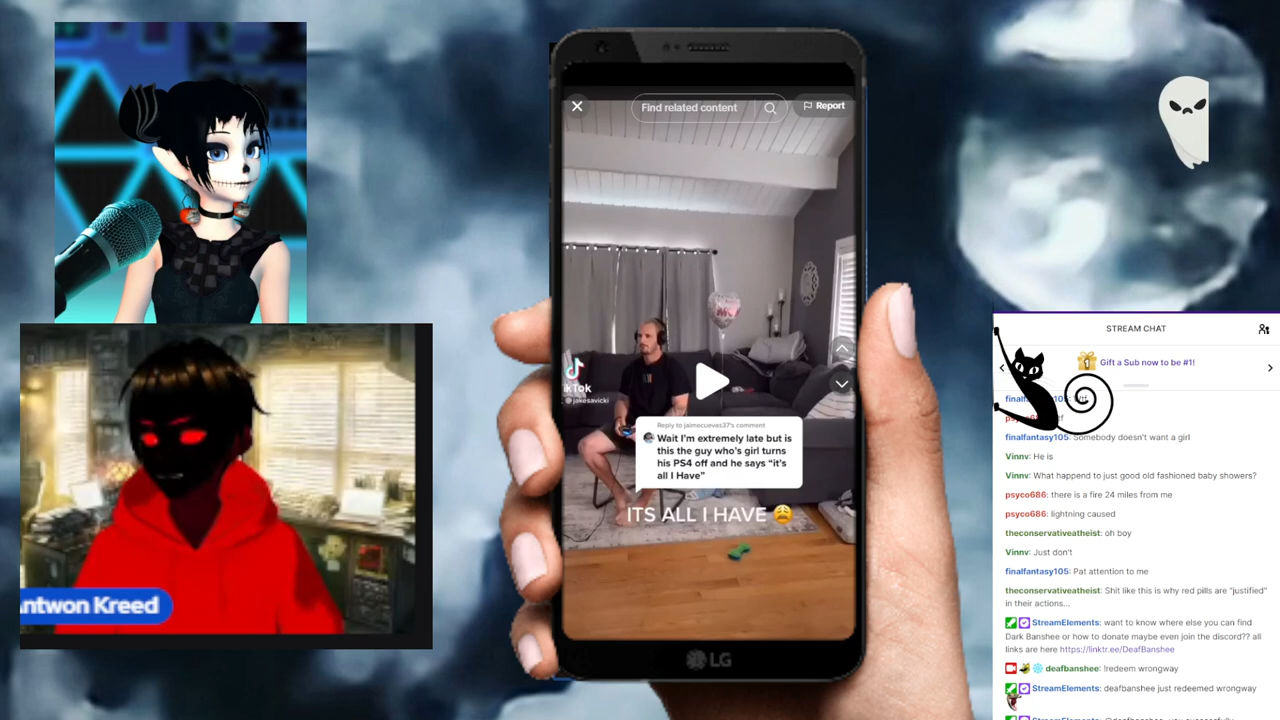 Find related content
Report
TikTok
@jakesavicki
Reply to jaimecuevas37's comment
Wait I'm extremely late but is
this the guy who's girl turns
his PS4 off and he says “it's
all I Have”
ITS ALL I HAVE 😩
LG
ntwon Kreed
STREAM CHAT
Gift a Sub now to be #1!
finalfantasy105: Somebody doesn't want a girl
Vinnv: He is
Vinnv: What happend to just good old fashioned baby showers?
psyco686: there is a fire 24 miles from me
psyco686: lightning caused
theconservativeatheist: oh boy
Vinnv: Just don't
finalfantasy105: Pat attention to me
theconservativeatheist: Shit like this is why red pills are "justified"
in their actions...
StreamElements: want to know where else you can find
Dark Banshee or how to donate maybe even join the discord?? all
links are here https://linktr.ee/DeafBanshee
deafbanshee: !redeem wrongway
StreamElements: deafbanshee just redeemed wrongway